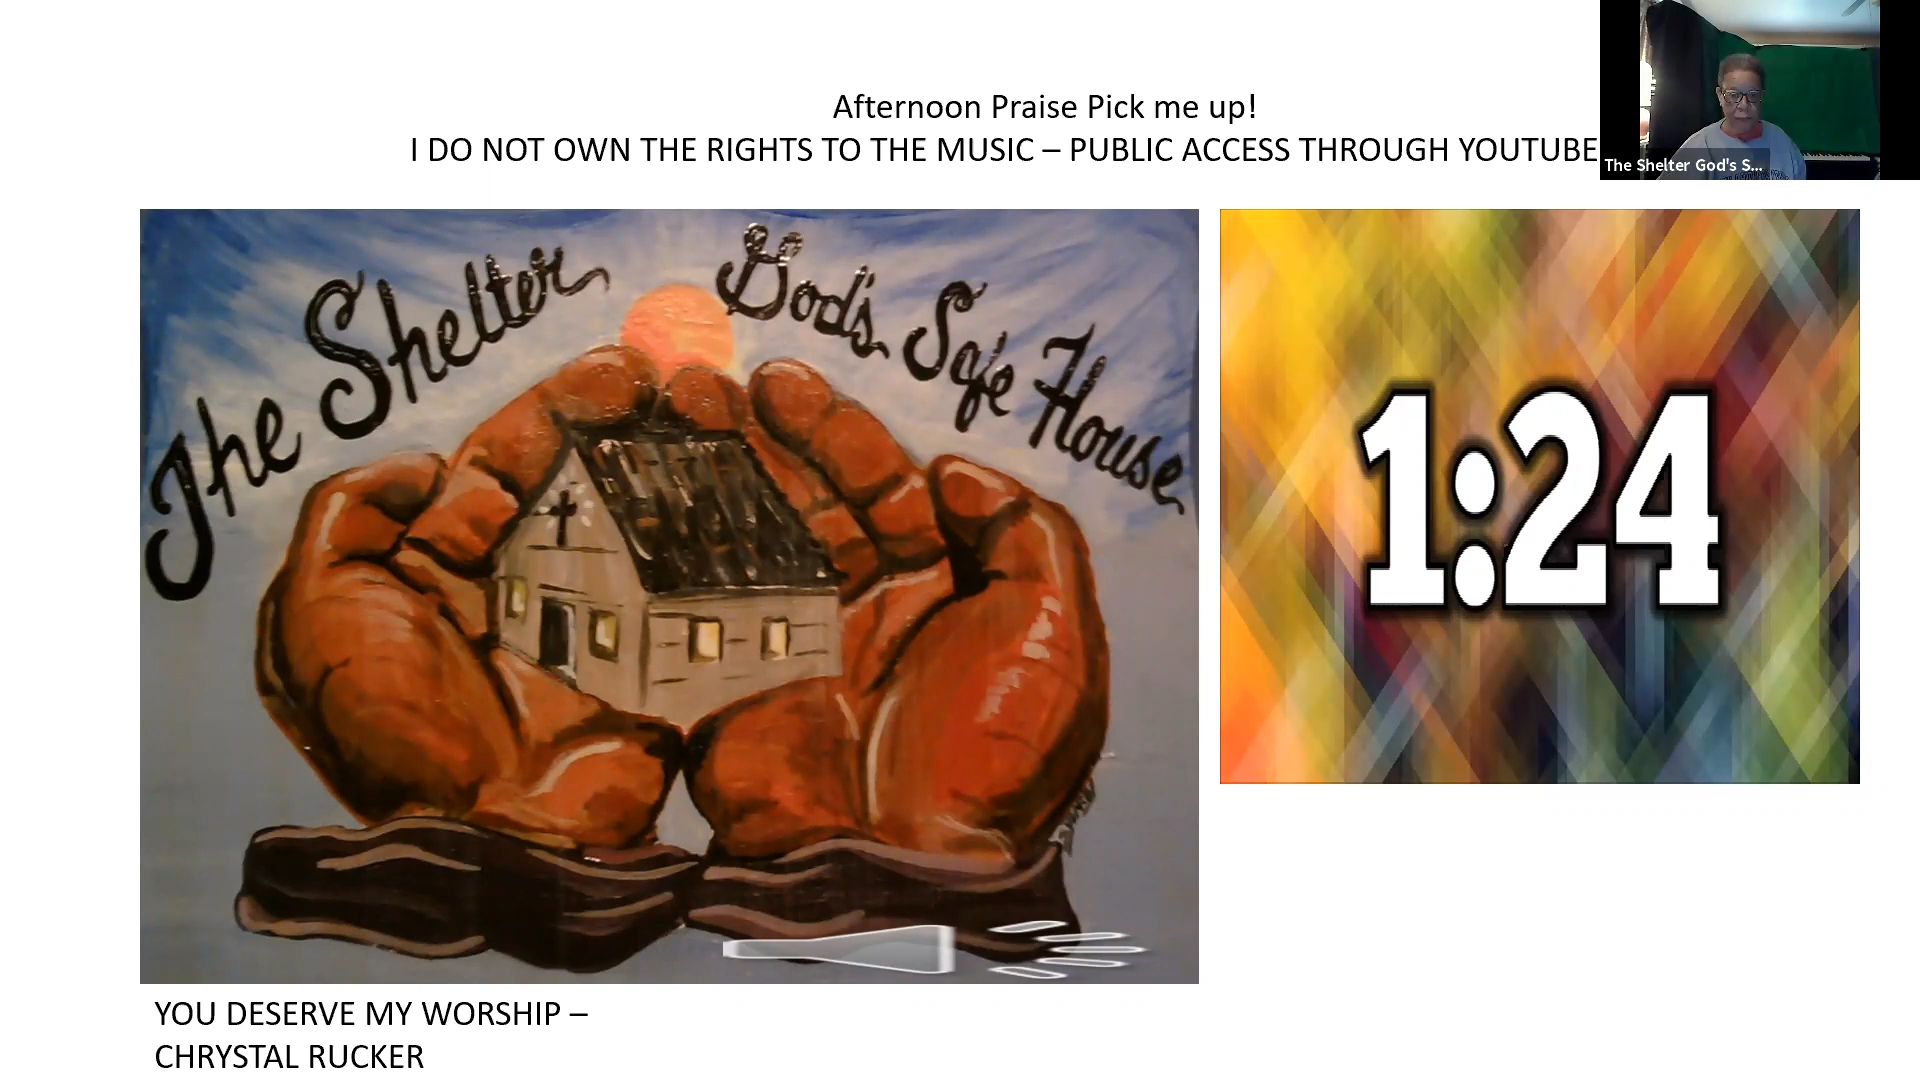 Afternoon Praise Pick me up!
I DO NOT OWN THE RIGHTS TO THE MUSIC – PUBLIC ACCESS THROUGH YOUTUBE
The Shelter God's S...
The Shelter God's Safe House
1:24
YOU DESERVE MY WORSHIP –
CHRYSTAL RUCKER